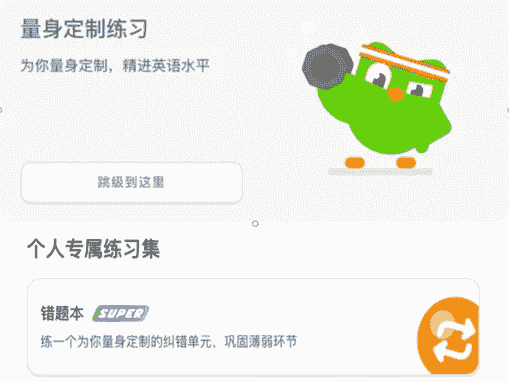 量身定制练习
为你量身定制，精进英语水平
跳级到这里
个人专属练习集
错题本 SUPER
练一个为你量身定制的纠错单元，巩固薄弱环节